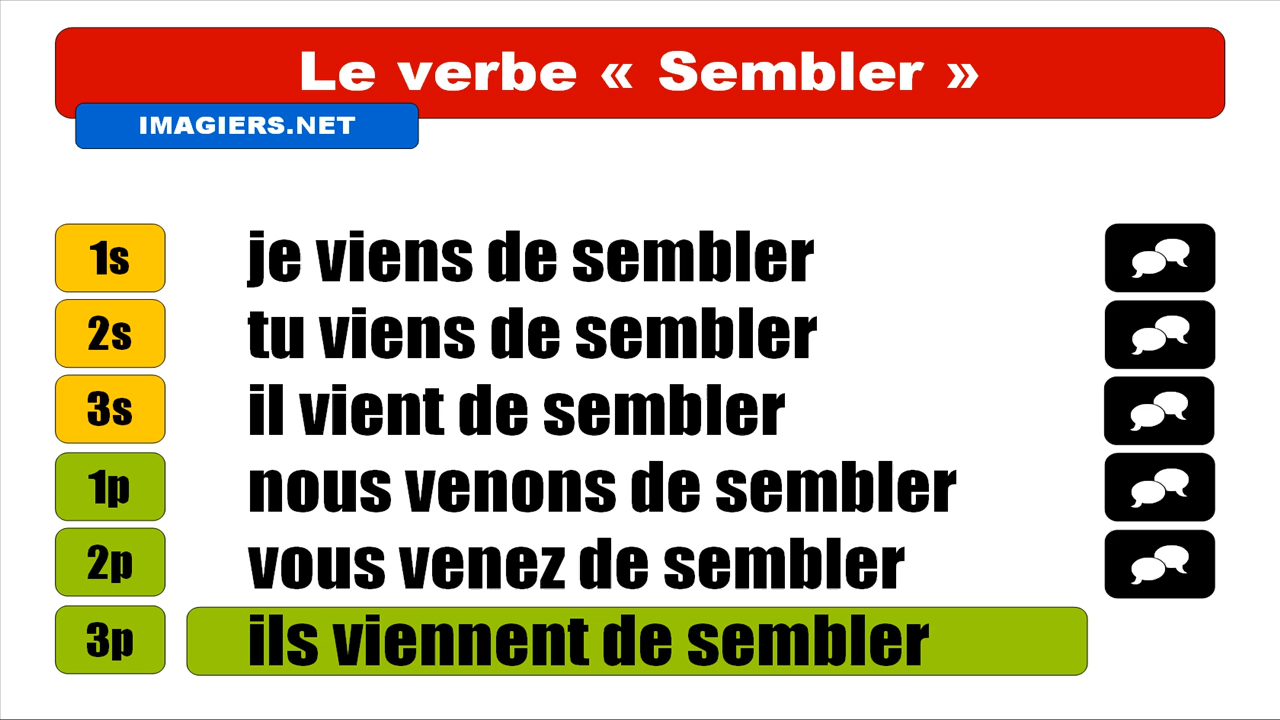 Le verbe « Sembler »
IMAGIERS.NET
1s je viens de sembler
2s tu viens de sembler
3s il vient de sembler
1p nous venons de sembler
2p vous venez de sembler
3p ils viennent de sembler